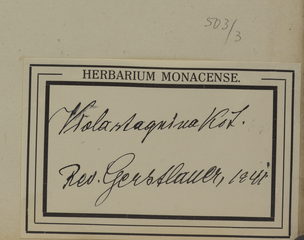 503/3
HERBARIUM MONACENSE.
Viola stagnina Kit.
Rev. Gerstlauer, 1941